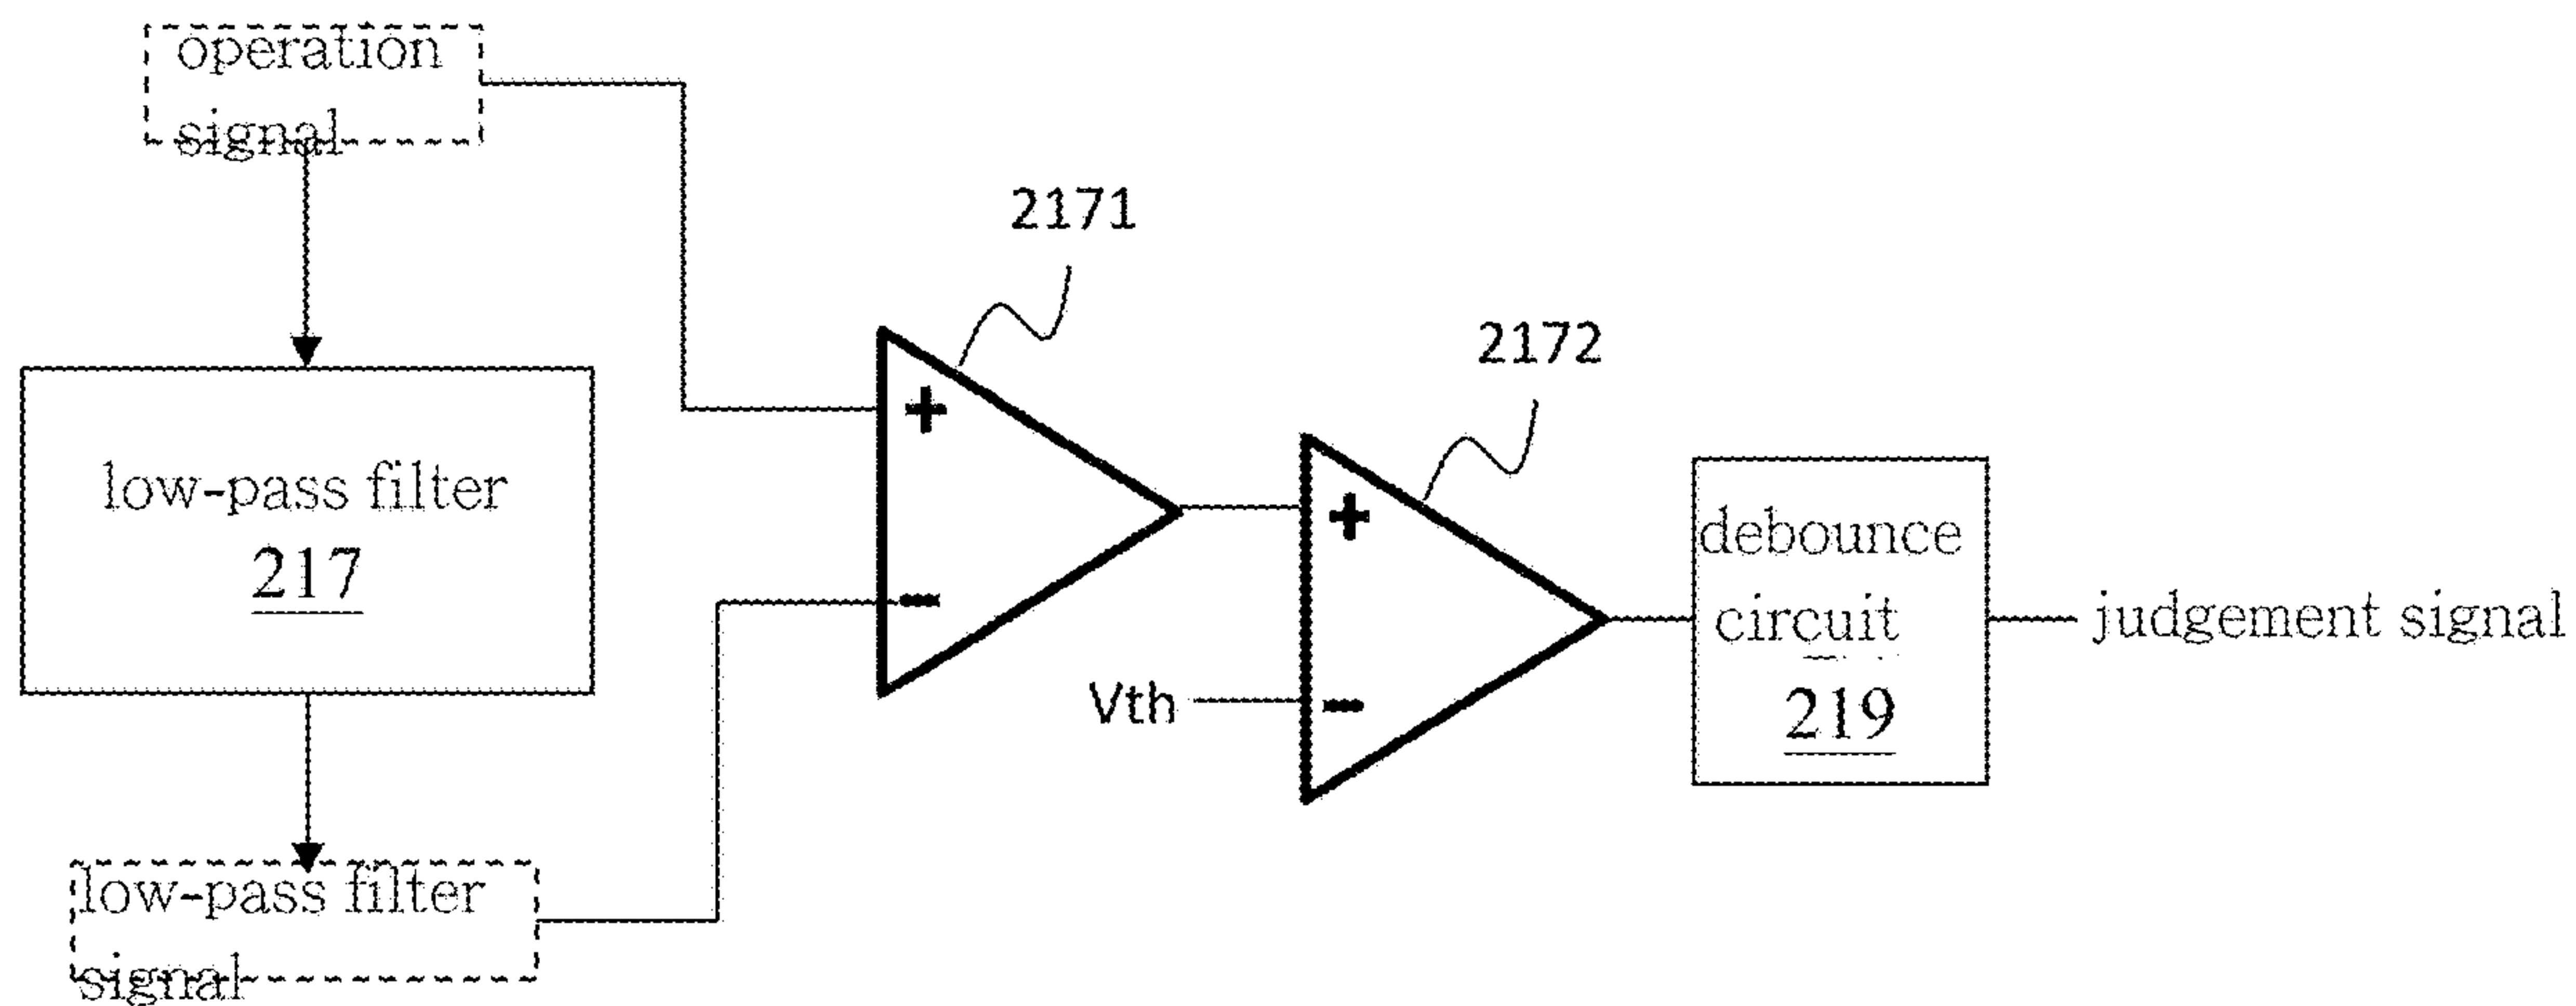 operation
signal
2171
2172
low-pass filter
217
+
−
+
−
Vth
debounce
circuit
219
judgement signal
low-pass filter
signal